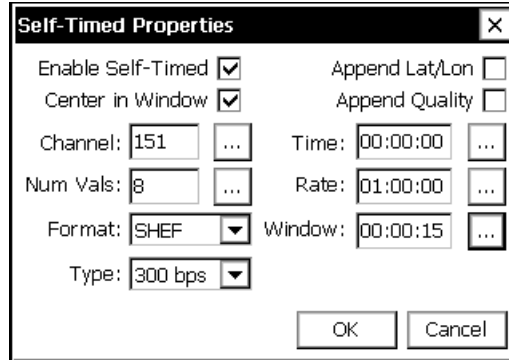 Self-Timed Properties
Enable Self-Timed Append Lat/Lon
Center in Window Append Quality
Channel: 151 ... Time: 00:00:00 ...
Num Vals: 8 ... Rate: 01:00:00 ...
Format: SHEF Window: 00:00:15 ...
Type: 300 bps
OK Cancel